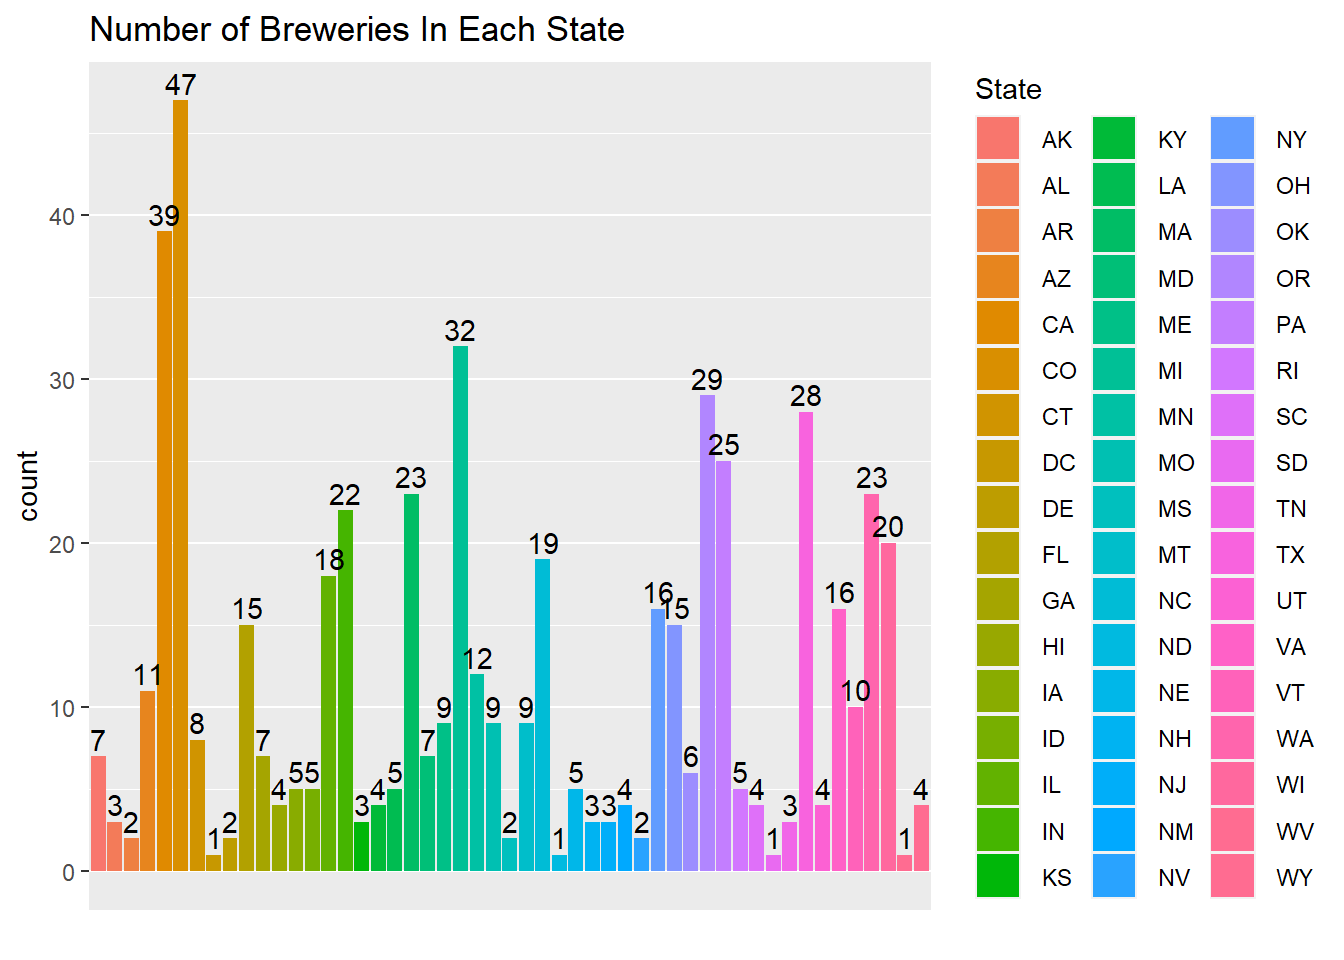 Number of Breweries In Each State
count
40
30
20
10
0
7 3 2 11 39 47 8 1 2 15 7 4 5 5 18 22 3 4 5 23 7 9 32 12 9 2 9 19 1 5 3 3 4 2 16 15 6 29 25 5 4 1 3 28 4 16 10 23 20 1 4
State
AK KY NY
AL LA OH
AR MA OK
AZ MD OR
CA ME PA
CO MI RI
CT MN SC
DC MO SD
DE MS TN
FL MT TX
GA NC UT
HI ND VA
IA NE VT
ID NH WA
IL NJ WI
IN NM WV
KS NV WY